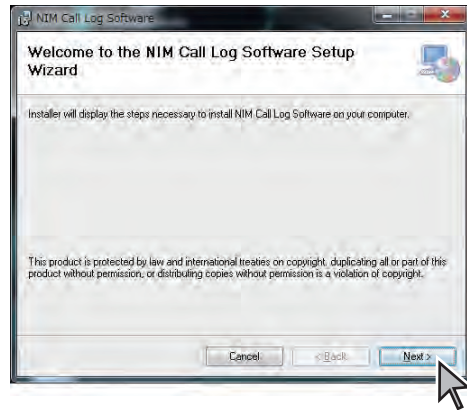 NIM Call Log Software
Welcome to the NIM Call Log Software Setup
Wizard
Installer will display the steps necessary to install NIM Call Log Software on your computer.
This product is protected by law and international treaties on copyright, duplicating all or part of this
product without permission, or distributing copies without permission is a violation of copyright.
Cancel
< Back
Next >